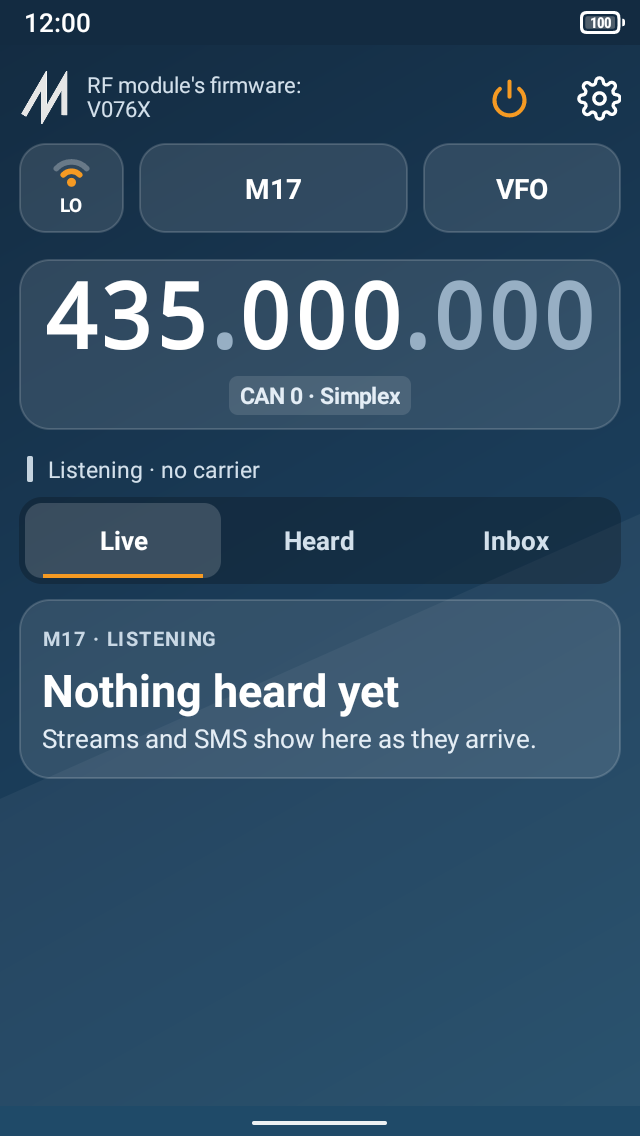 12:00
100
RF module's firmware:
V076X
LO
M17
VFO
435.000.000
CAN 0 · Simplex
Listening · no carrier
Live
Heard
Inbox
M17 · LISTENING
Nothing heard yet
Streams and SMS show here as they arrive.